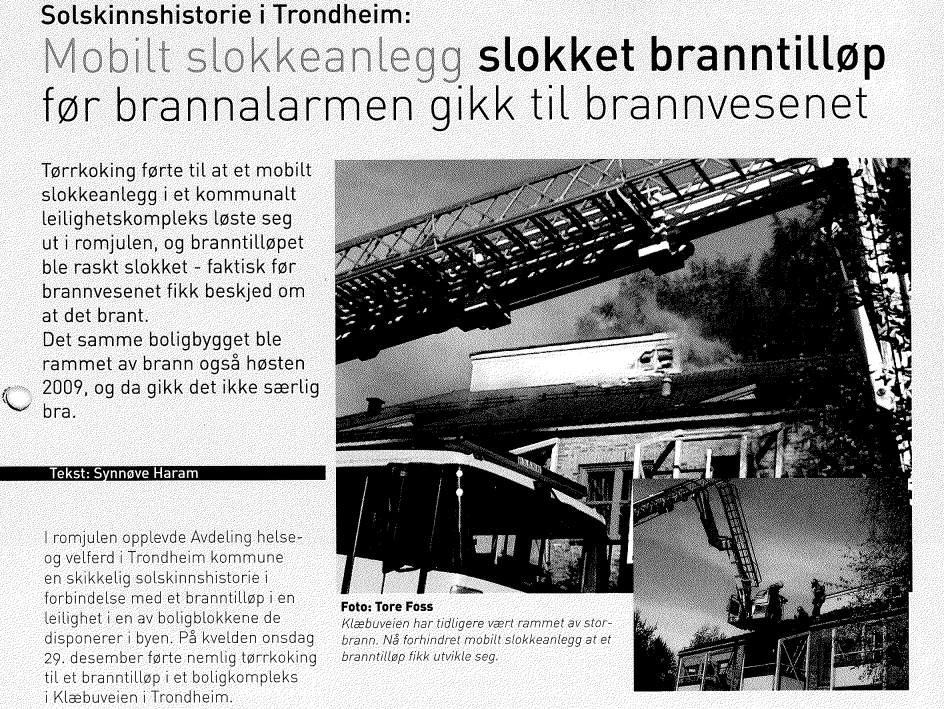 Solskinnshistorie i Trondheim:
Mobilt slokkeanlegg slokket branntilløp
før brannalarmen gikk til brannvesenet
Tørrkoking førte til at et mobilt
slokkeanlegg i et kommunalt
leilighetskompleks løste seg
ut i romjulen, og branntilløpet
ble raskt slokket - faktisk før
brannvesenet fikk beskjed om
at det brant.
Det samme boligbygget ble
rammet av brann også høsten
2009, og da gikk det ikke særlig
bra.
Tekst: Synnøve Haram
I romjulen opplevde Avdeling helse-
og velferd i Trondheim kommune
en skikkelig solskinnshistorie i
forbindelse med et branntilløp i en
leilighet i en av boligblokkene de
disponerer i byen. På kvelden onsdag
29. desember førte nemlig tørrkoking
til et branntilløp i et boligkompleks
i Klæbuveien i Trondheim.
Foto: Tore Foss
Klæbuveien har tidligere vært rammet av stor-
brann. Nå forhindret mobilt slokkeanlegg at et
branntilløp fikk utvikle seg.